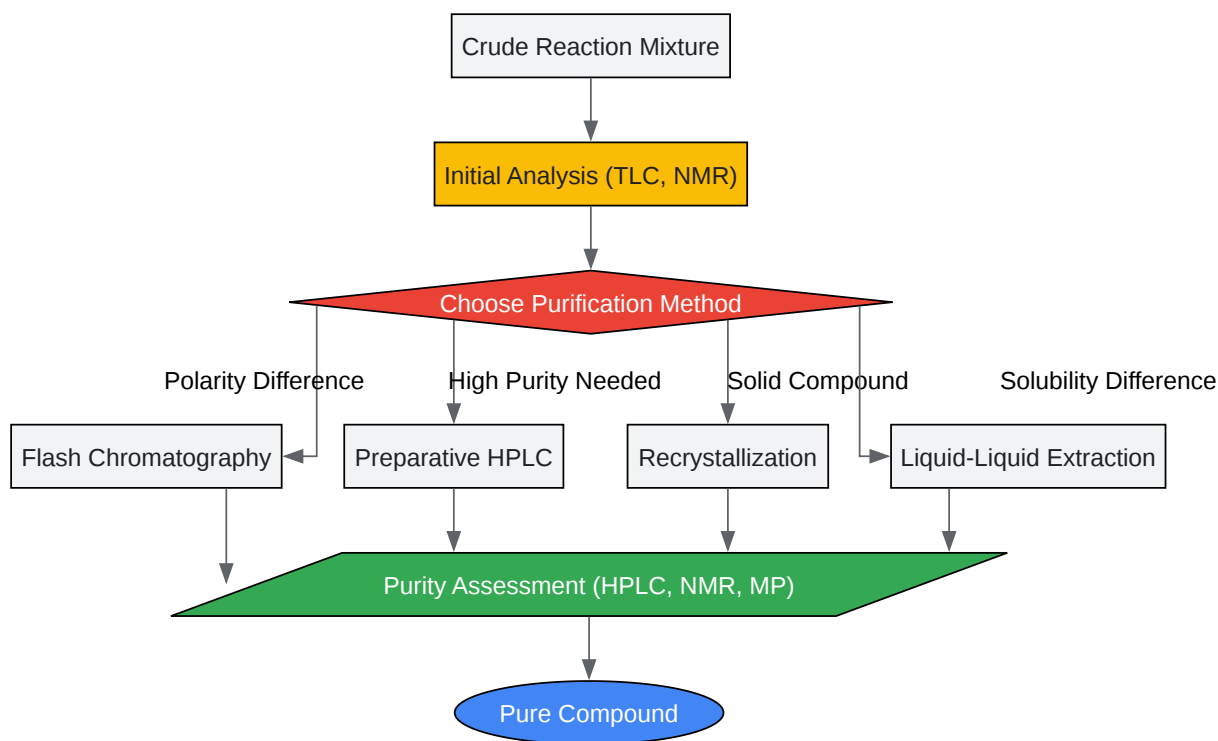 Crude Reaction Mixture
Initial Analysis (TLC, NMR)
Choose Purification Method
Polarity Difference
High Purity Needed
Solid Compound
Solubility Difference
Flash Chromatography
Preparative HPLC
Recrystallization
Liquid-Liquid Extraction
Purity Assessment (HPLC, NMR, MP)
Pure Compound